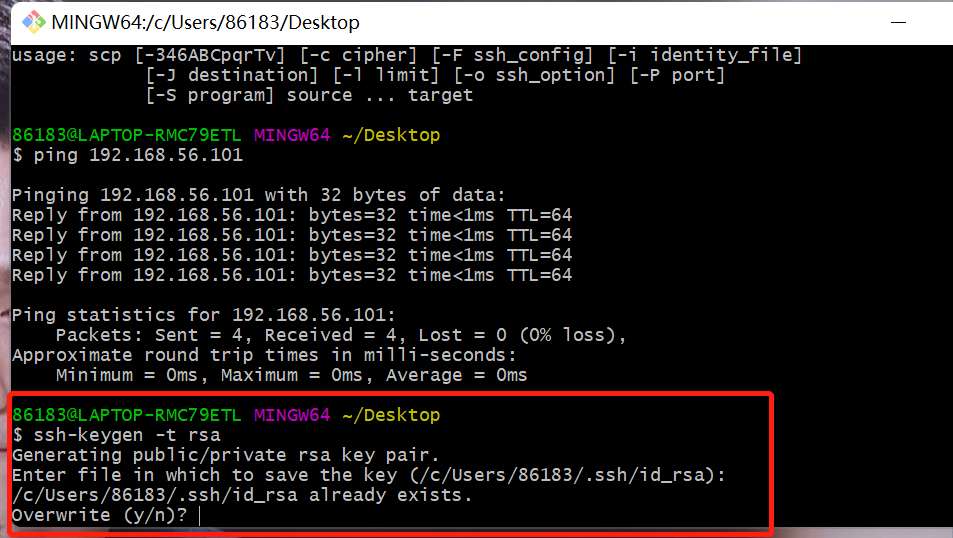 MINGW64:/c/Users/86183/Desktop
usage: scp [-346ABCpqrTv] [-c cipher] [-F ssh_config] [-i identity_file]
[-J destination] [-l limit] [-o ssh_option] [-P port]
[-S program] source ... target
86183@LAPTOP-RMC79ETL MINGW64 ~/Desktop
$ ping 192.168.56.101
Pinging 192.168.56.101 with 32 bytes of data:
Reply from 192.168.56.101: bytes=32 time<1ms TTL=64
Reply from 192.168.56.101: bytes=32 time<1ms TTL=64
Reply from 192.168.56.101: bytes=32 time<1ms TTL=64
Reply from 192.168.56.101: bytes=32 time<1ms TTL=64
Ping statistics for 192.168.56.101:
Packets: Sent = 4, Received = 4, Lost = 0 (0% loss),
Approximate round trip times in milli-seconds:
Minimum = 0ms, Maximum = 0ms, Average = 0ms
86183@LAPTOP-RMC79ETL MINGW64 ~/Desktop
$ ssh-keygen -t rsa
Generating public/private rsa key pair.
Enter file in which to save the key (/c/Users/86183/.ssh/id_rsa):
/c/Users/86183/.ssh/id_rsa already exists.
Overwrite (y/n)?